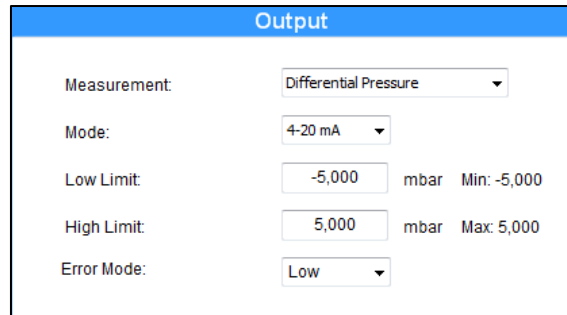 Output
Measurement: Differential Pressure
Mode: 4-20 mA
Low Limit: -5,000 mbar Min: -5,000
High Limit: 5,000 mbar Max: 5,000
Error Mode: Low